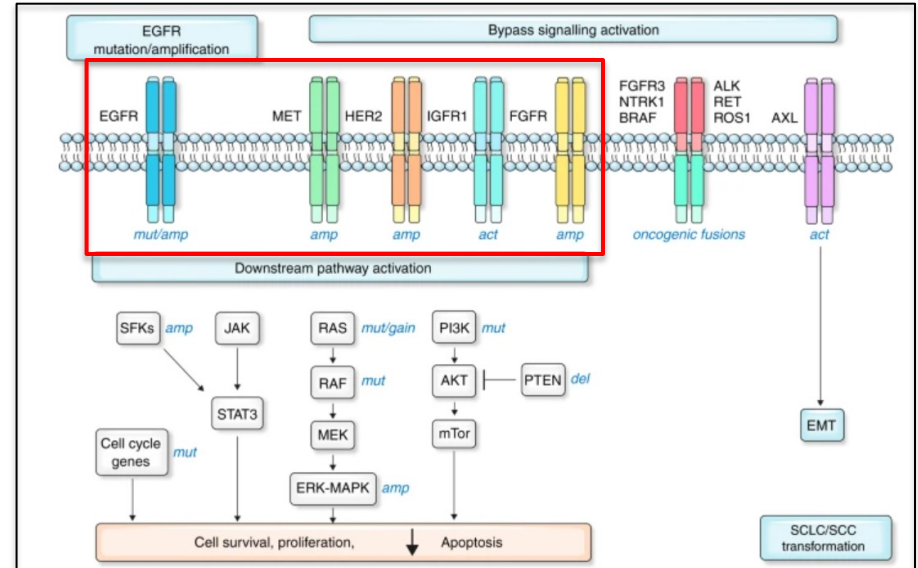 EGFR
mutation/amplification
Bypass signalling activation
EGFR
MET
HER2
IGFR1
FGFR
FGFR3
NTRK1
BRAF
ALK
RET
ROS1
AXL
mut/amp
amp
amp
act
amp
oncogenic fusions
act
Downstream pathway activation
SFKs
amp
JAK
RAS
mut/gain
PI3K
mut
RAF
mut
AKT
PTEN
del
STAT3
MEK
mTor
EMT
Cell cycle
genes
mut
ERK-MAPK
amp
Cell survival, proliferation,
Apoptosis
SCLC/SCC
transformation